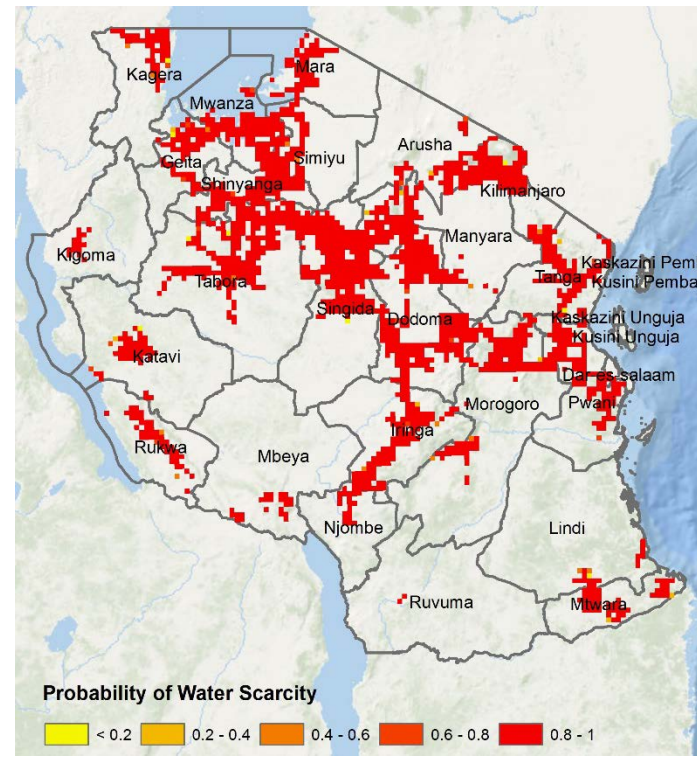 Kagera
Mara
Mwanza
Arusha
Geita
Simiyu
Shinyanga
Kilimanjaro
Manyara
Kigoma
Kaskazini Pem
Tanga
Kusini Pemba
Tabora
Singida
Dodoma
Kaskazini Unguja
Kusini Unguja
Katavi
Dar-es-salaam
Morogoro
Pwani
Iringa
Rukwa
Mbeya
Njombe
Lindi
Ruvuma
Mtwara
Probability of Water Scarcity
< 0.2 0.2 - 0.4 0.4 - 0.6 0.6 - 0.8 0.8 - 1